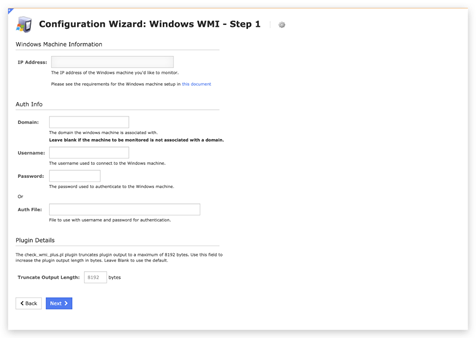 Configuration Wizard: Windows WMI - Step 1
Windows Machine Information
IP Address:
The IP address of the Windows machine you'd like to monitor.
Please see the requirements for the Windows machine setup in this document
Auth Info
Domain:
The domain the windows machine is associated with.
Leave blank if the machine to be monitored is not associated with a domain.
Username:
The username used to connect to the Windows machine.
Password:
The password used to authenticate to the Windows machine.
Or
Auth File:
File to use with username and password for authentication.
Plugin Details
The check_wmi_plus.pl plugin truncates plugin output to a maximum of 8192 bytes. Use this field to
increase the plugin output length in bytes. Leave Blank to use the default.
Truncate Output Length: 8192 bytes
Back Next